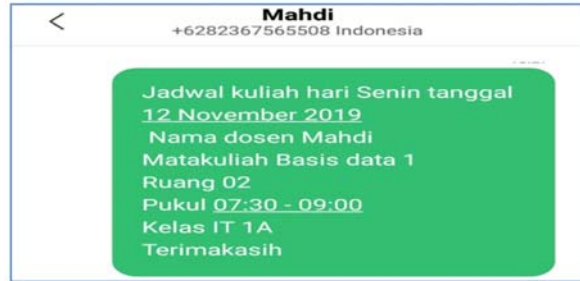 Mahdi
+6282367565508 Indonesia
Jadwal kuliah hari Senin tanggal
12 November 2019
Nama dosen Mahdi
Matakuliah Basis data 1
Ruang 02
Pukul 07:30 - 09:00
Kelas IT 1A
Terimakasih